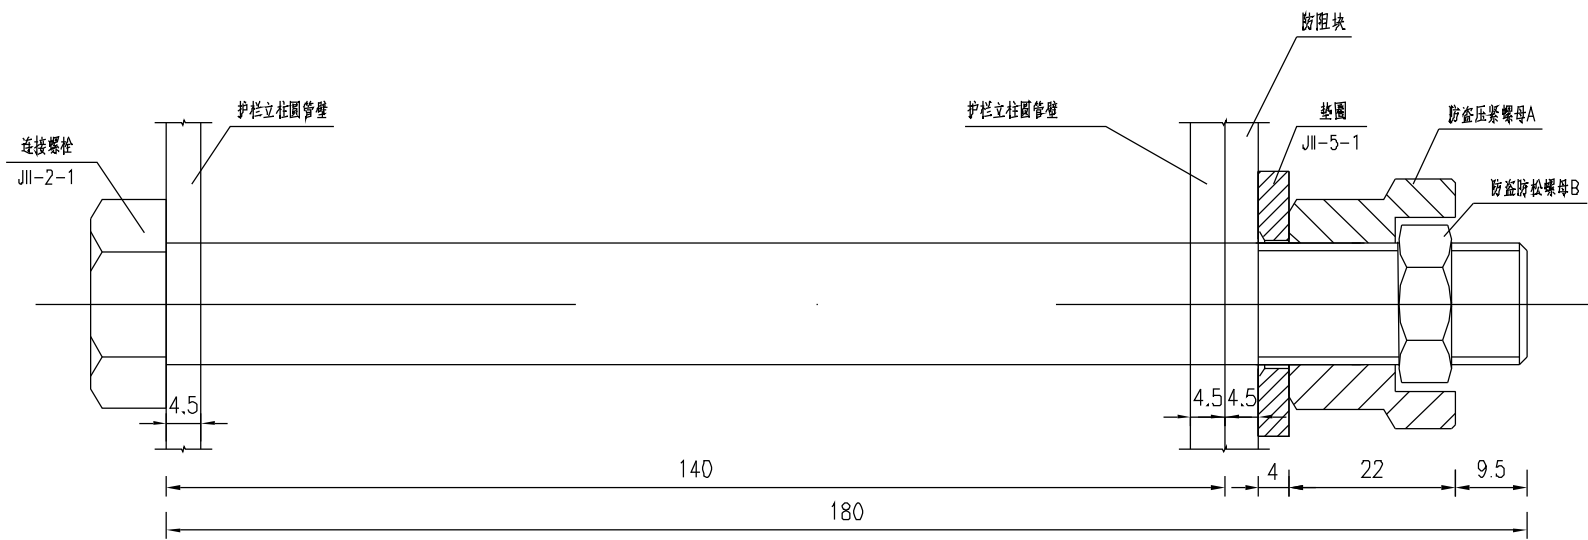 防阻块
护栏立柱圆管壁
护栏立柱圆管壁
垫圈
JII-5-1
防盗压紧螺母A
连接螺栓
JII-2-1
防盗防松螺母B
4.5
4.5
4.5
140
4
22
9.5
180